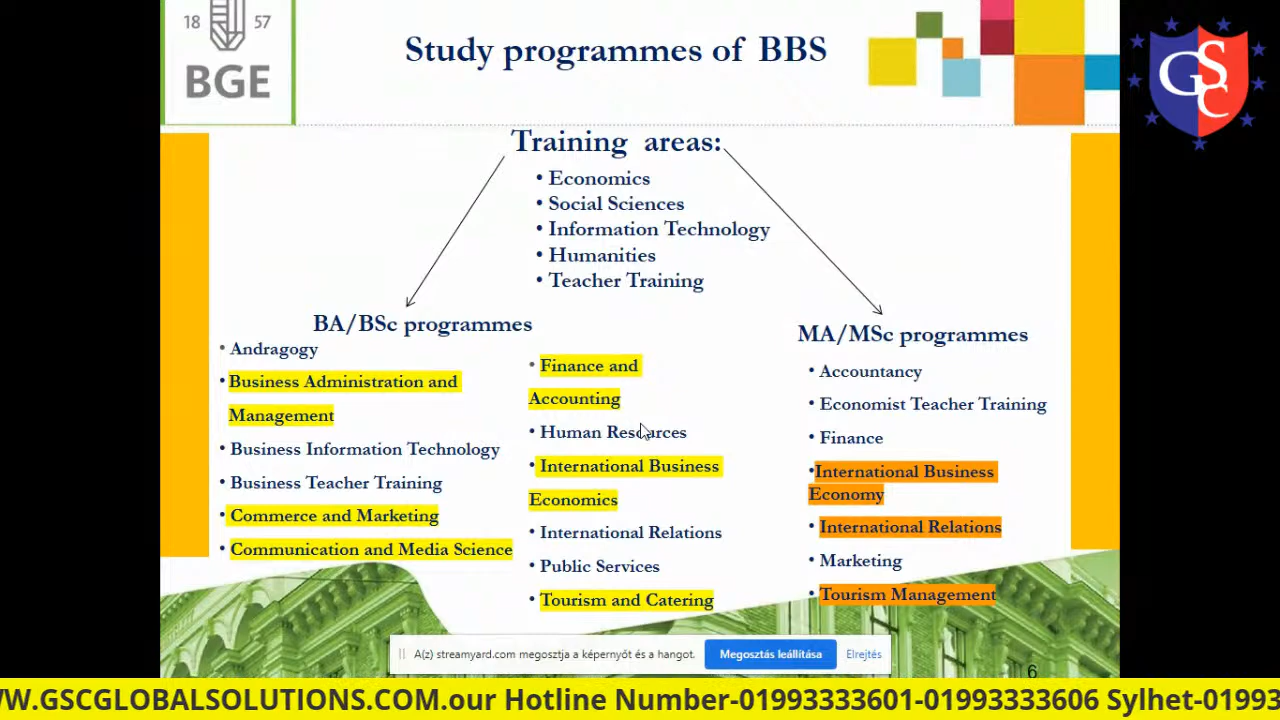 18 57
BGE
Study programmes of BBS
GSC
Training areas:
• Economics
• Social Sciences
• Information Technology
• Humanities
• Teacher Training
BA/BSc programmes
• Andragogy
• Business Administration and
Management
• Business Information Technology
• Business Teacher Training
• Commerce and Marketing
• Communication and Media Science
• Finance and
Accounting
• Human Resources
• International Business
Economics
• International Relations
• Public Services
• Tourism and Catering
MA/MSc programmes
• Accountancy
• Economist Teacher Training
• Finance
• International Business
Economy
• International Relations
• Marketing
• Tourism Management
A(z) streamyard.com megosztja a képernyőt és a hangot. Megosztás leállítása Elrejtés
6
W.GSCGLOBALSOLUTIONS.COM.our Hotline Number-01993333601-01993333606 Sylhet-01993